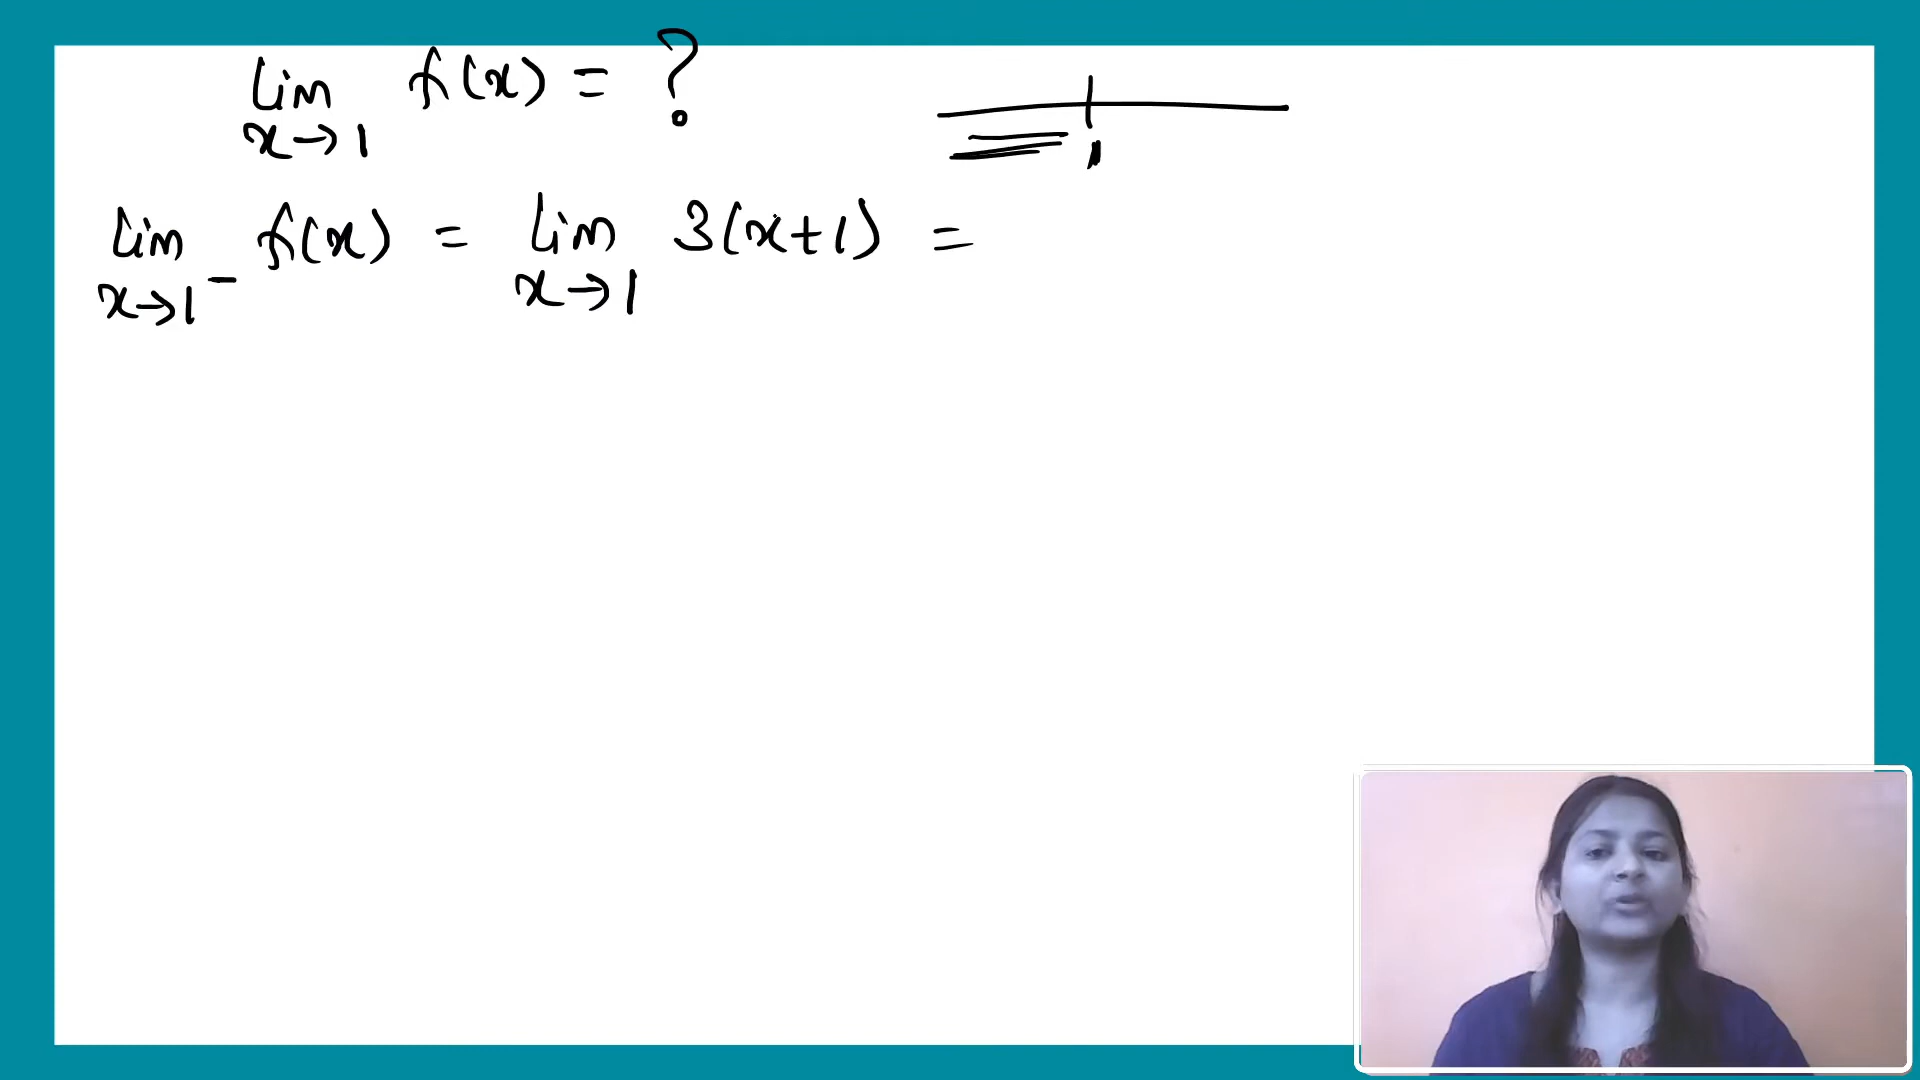 lim f(x) = ?
x→1
1
lim f(x) = lim 3(x+1) =
x→1⁻ x→1